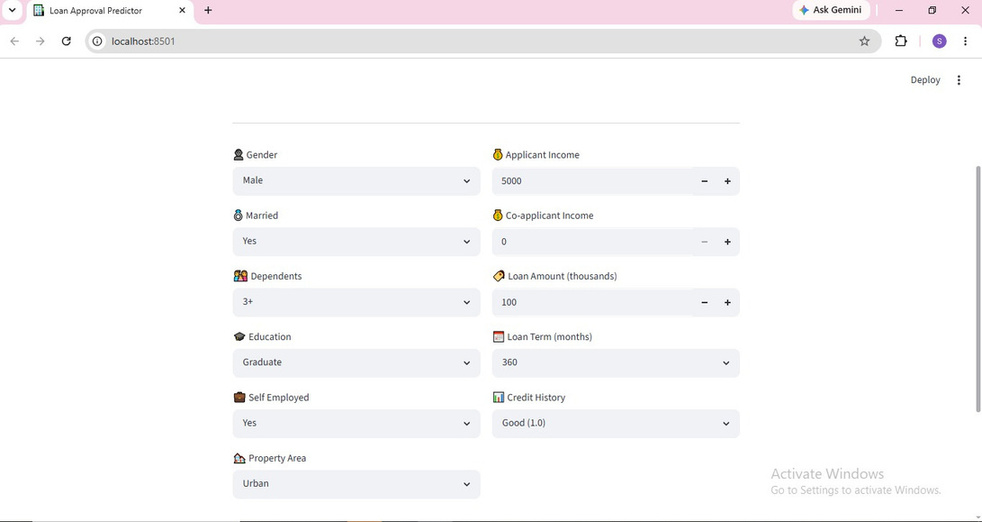 Loan Approval Predictor
Ask Gemini
localhost:8501
S
Deploy
Gender
Male
Married
Yes
Dependents
3+
Education
Graduate
Self Employed
Yes
Property Area
Urban
Applicant Income
5000
Co-applicant Income
0
Loan Amount (thousands)
100
Loan Term (months)
360
Credit History
Good (1.0)
Activate Windows
Go to Settings to activate Windows.